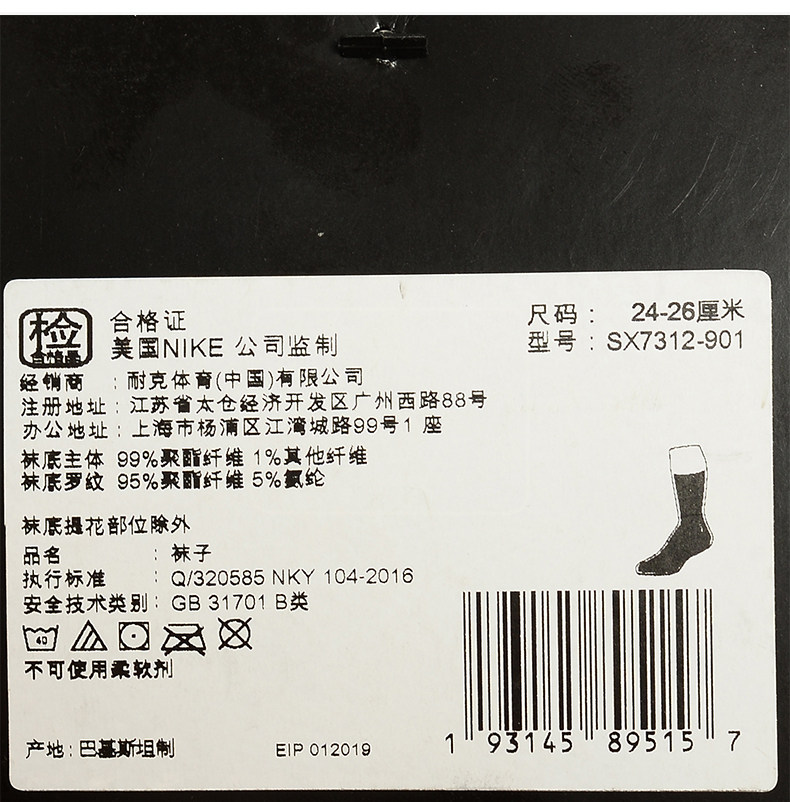 检 合格证
合格品 美国NIKE 公司监制
尺码： 24-26厘米
型号：SX7312-901
经销商 ：耐克体育(中国)有限公司
注册地址：江苏省太仓经济开发区广州西路88号
办公地址：上海市杨浦区江湾城路99号1 座
袜底主体 99%聚酯纤维 1%其他纤维
袜底罗纹 95%聚酯纤维 5%氨纶
袜底提花部位除外
品名 ：袜子
执行标准 ：Q/320585 NKY 104-2016
安全技术类别：GB 31701 B类
40
不可使用柔软剂
产地：巴基斯坦制 EIP 012019
1 93145 89515 7